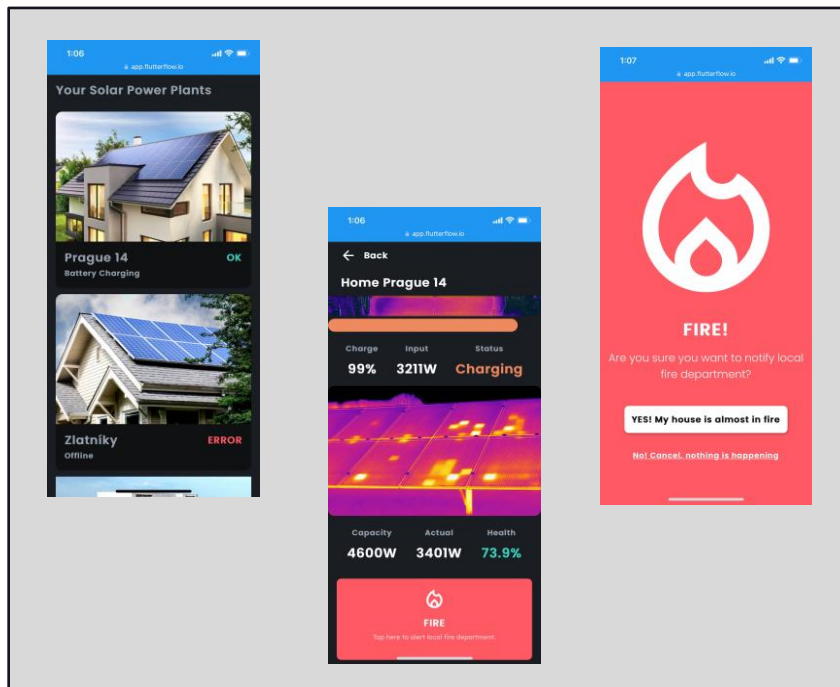 1:06
app.flutterflow.io
Your Solar Power Plants
Prague 14
OK
Battery Charging
Zlatníky
ERROR
Offline
1:06
app.flutterflow.io
Back
Home Prague 14
Charge Input Status
99% 3211W Charging
Capacity Actual Health
4600W 3401W 73.9%
FIRE
Tap here to alert local fire department.
1:07
app.flutterflow.io
FIRE!
Are you sure you want to notify local
fire department?
YES! My house is almost in fire
No! Cancel, nothing is happening